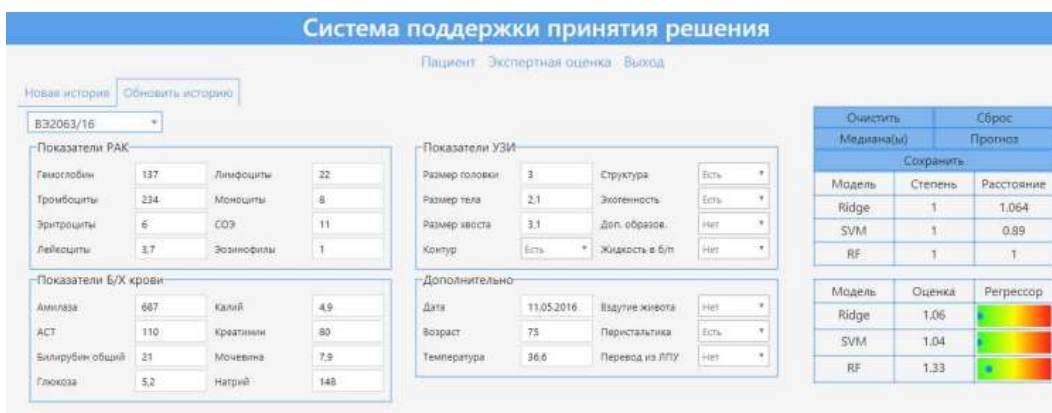 Система поддержки принятия решения
Пациент Экспертная оценка Выход
Новая история Обновить историю
ВЭ2063/16
Показатели РАК
Гемоглобин 137 Лимфоциты 22
Тромбоциты 234 Моноциты 8
Эритроциты 6 СОЭ 11
Лейкоциты 3,7 Эозинофилы 1
Показатели УЗИ
Размер головки 3 Структура Есть
Размер тела 2,1 Эхогенность Есть
Размер хвоста 3,1 Доп. образов. Нет
Контур Есть Жидкость в б/п Нет
Показатели Б/Х крови
Амилаза 667 Калий 4,9
АСТ 110 Креатинин 80
Билирубин общий 21 Мочевина 7,9
Глюкоза 5,2 Натрий 148
Дополнительно
Дата 11.05.2016 Вздутие живота Нет
Возраст 75 Перистальтика Есть
Температура 36,6 Перевод из ЛПУ Нет
Очистить Сброс
Медиана(ы) Прогноз
Сохранить
Модель Степень Расстояние
Ridge 1 1.064
SVM 1 0.89
RF 1 1
Модель Оценка Регрессор
Ridge 1.06
SVM 1.04
RF 1.33